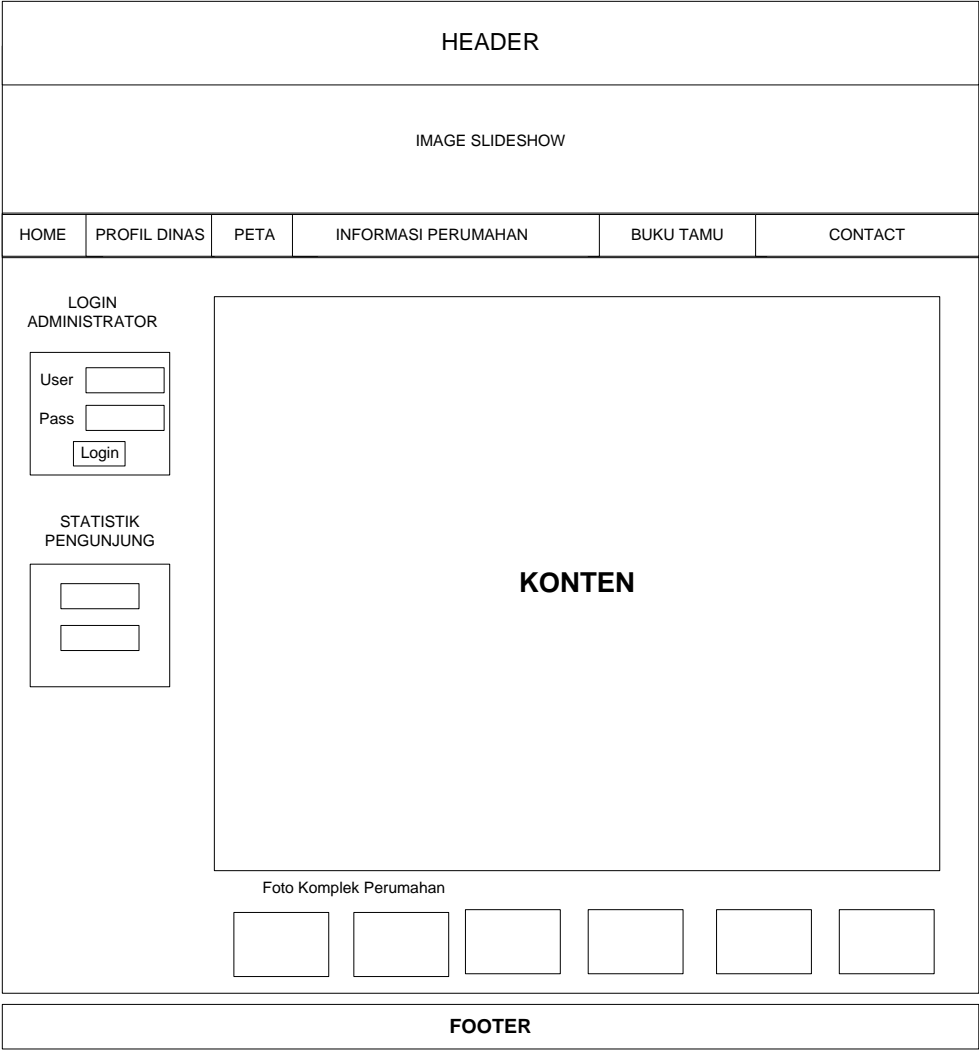 HEADER
IMAGE SLIDESHOW
HOME PROFIL DINAS PETA INFORMASI PERUMAHAN BUKU TAMU CONTACT
LOGIN
ADMINISTRATOR
User
Pass
Login
STATISTIK
PENGUNJUNG
KONTEN
Foto Komplek Perumahan
FOOTER